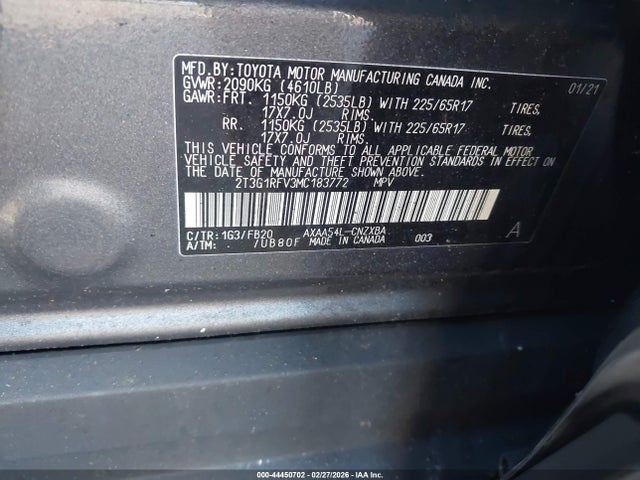 MFD.BY:TOYOTA MOTOR MANUFACTURING CANADA INC.
GVWR:2090KG (4610LB) 01/21
GAWR:FRT. 1150KG (2535LB) WITH 225/65R17 TIRES,
17X7.0J RIMS.
RR. 1150KG (2535LB) WITH 225/65R17 TIRES,
17X7.0J RIMS.
THIS VEHICLE CONFORMS TO ALL APPLICABLE FEDERAL MOTOR
VEHICLE SAFETY AND THEFT PREVENTION STANDARDS IN EFFECT ON
THE DATE OF MANUFACTURE SHOWN ABOVE.
2T3G1RFV3MC183772 MPV
C/TR:1G3/FB20 AXAA54L-CNZXBA A
A/TM: /UB80F MADE IN CANADA 003
000-44450702 - 02/27/2026 - IAA Inc.